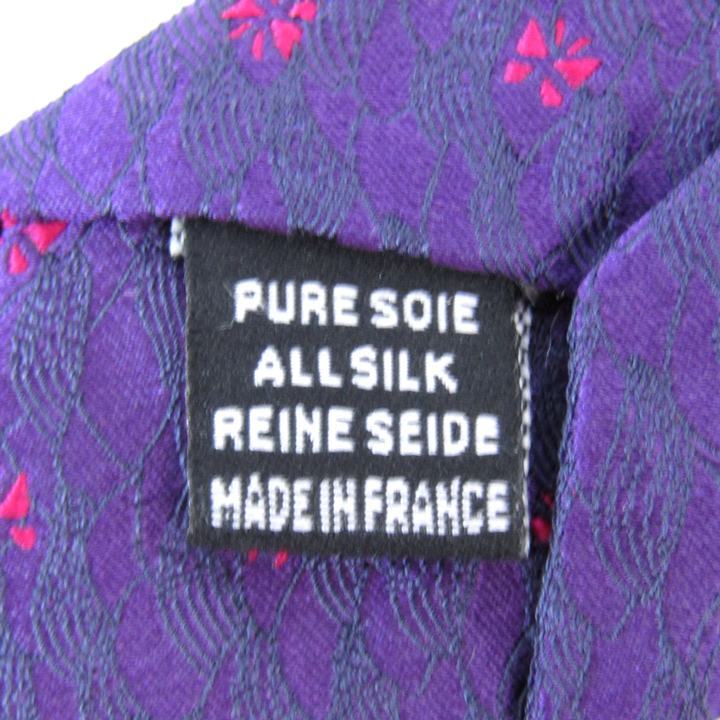 PURE SOIE
ALL SILK
REINE SEIDE
MADE IN FRANCE